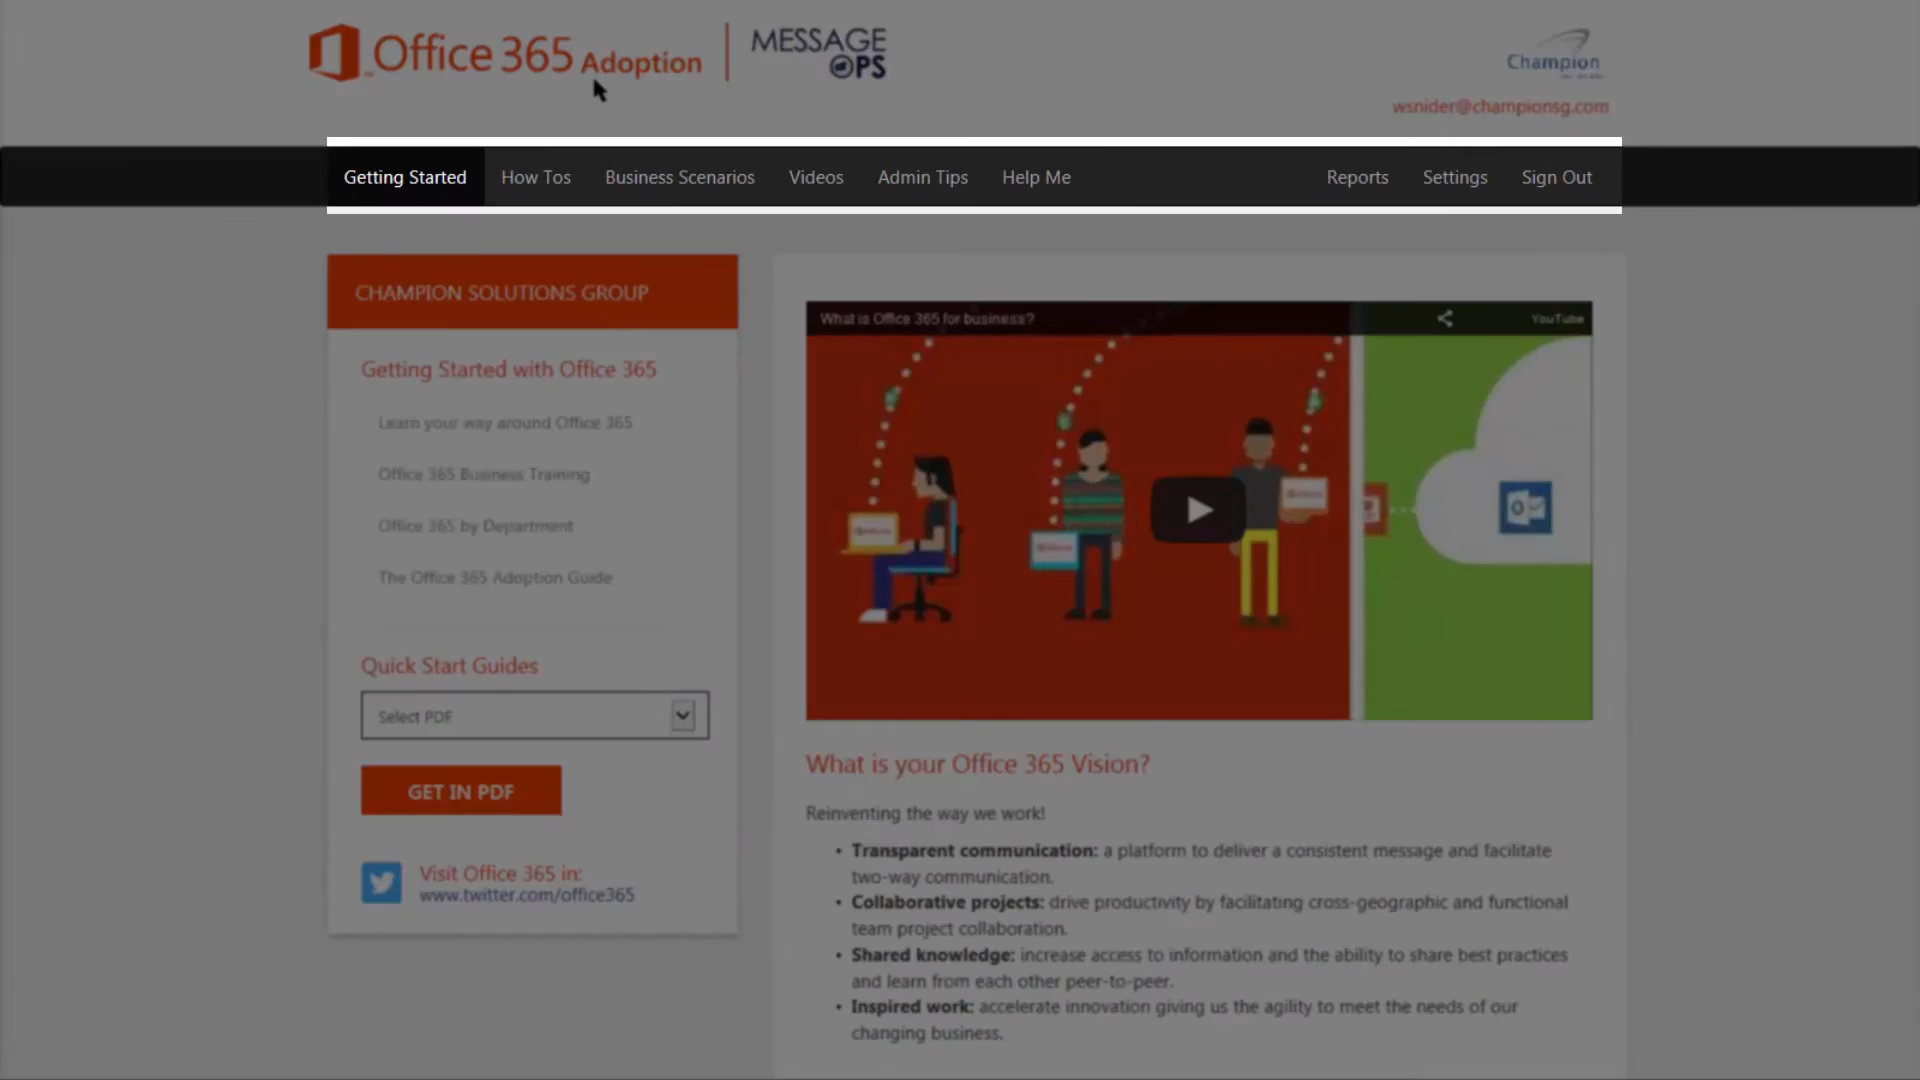 Office 365 Adoption
MESSAGE
OPS
Champion
wsnider@championsg.com
Getting Started How Tos Business Scenarios Videos Admin Tips Help Me Reports Settings Sign Out
CHAMPION SOLUTIONS GROUP
Getting Started with Office 365
Learn your way around Office 365
Office 365 Business Training
Office 365 by Department
The Office 365 Adoption Guide
Quick Start Guides
Select PDF
GET IN PDF
Visit Office 365 in:
www.twitter.com/office365
What is Office 365 for business? YouTube
What is your Office 365 Vision?
Reinventing the way we work!
• Transparent communication: a platform to deliver a consistent message and facilitate
two-way communication.
• Collaborative projects: drive productivity by facilitating cross-geographic and functional
team project collaboration.
• Shared knowledge: increase access to information and the ability to share best practices
and learn from each other peer-to-peer.
• Inspired work: accelerate innovation giving us the agility to meet the needs of our
changing business.